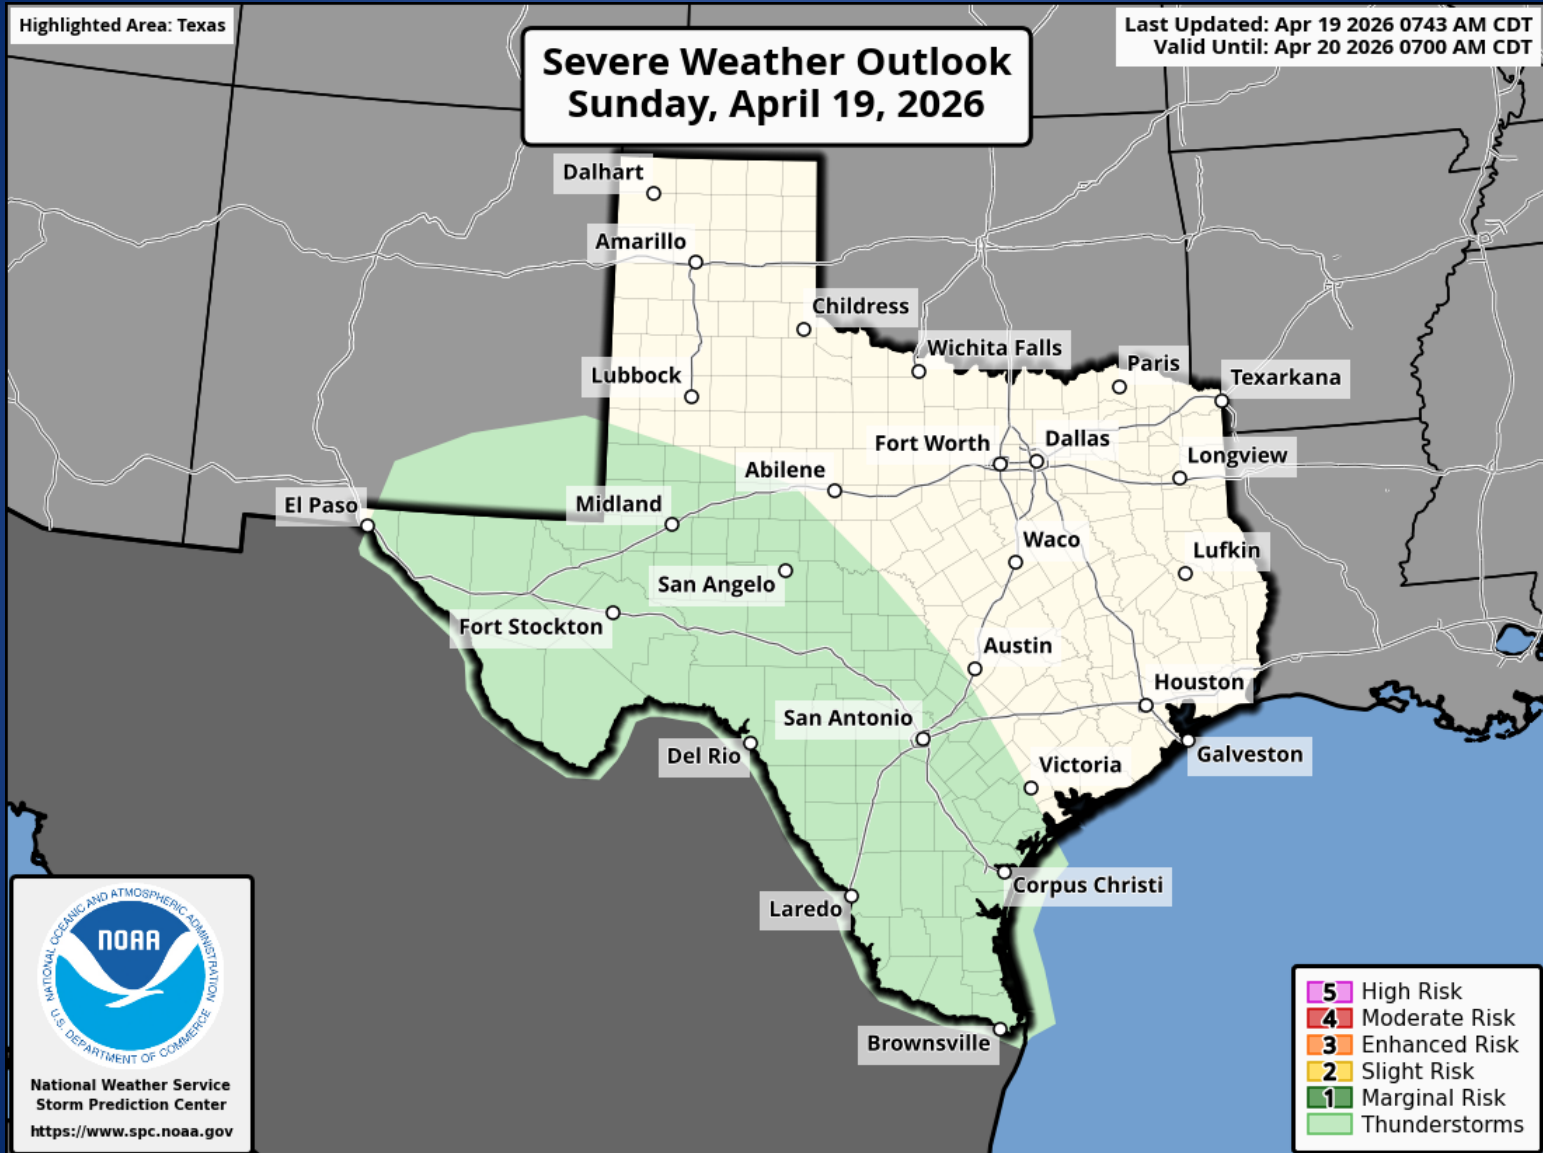 Highlighted Area: Texas
Last Updated: Apr 19 2026 0743 AM CDT
Valid Until: Apr 20 2026 0700 AM CDT
Severe Weather Outlook
Sunday, April 19, 2026
Dalhart
Amarillo
Childress
Wichita Falls
Paris
Lubbock
Texarkana
Fort Worth
Dallas
Longview
Abilene
El Paso
Midland
Waco
Lufkin
San Angelo
Fort Stockton
Austin
Houston
San Antonio
Del Rio
Galveston
Victoria
Corpus Christi
Laredo
Brownsville
NATIONAL OCEANIC AND ATMOSPHERIC ADMINISTRATION
NOAA
U.S. DEPARTMENT OF COMMERCE
National Weather Service
Storm Prediction Center
https://www.spc.noaa.gov
5 High Risk
4 Moderate Risk
3 Enhanced Risk
2 Slight Risk
1 Marginal Risk
Thunderstorms